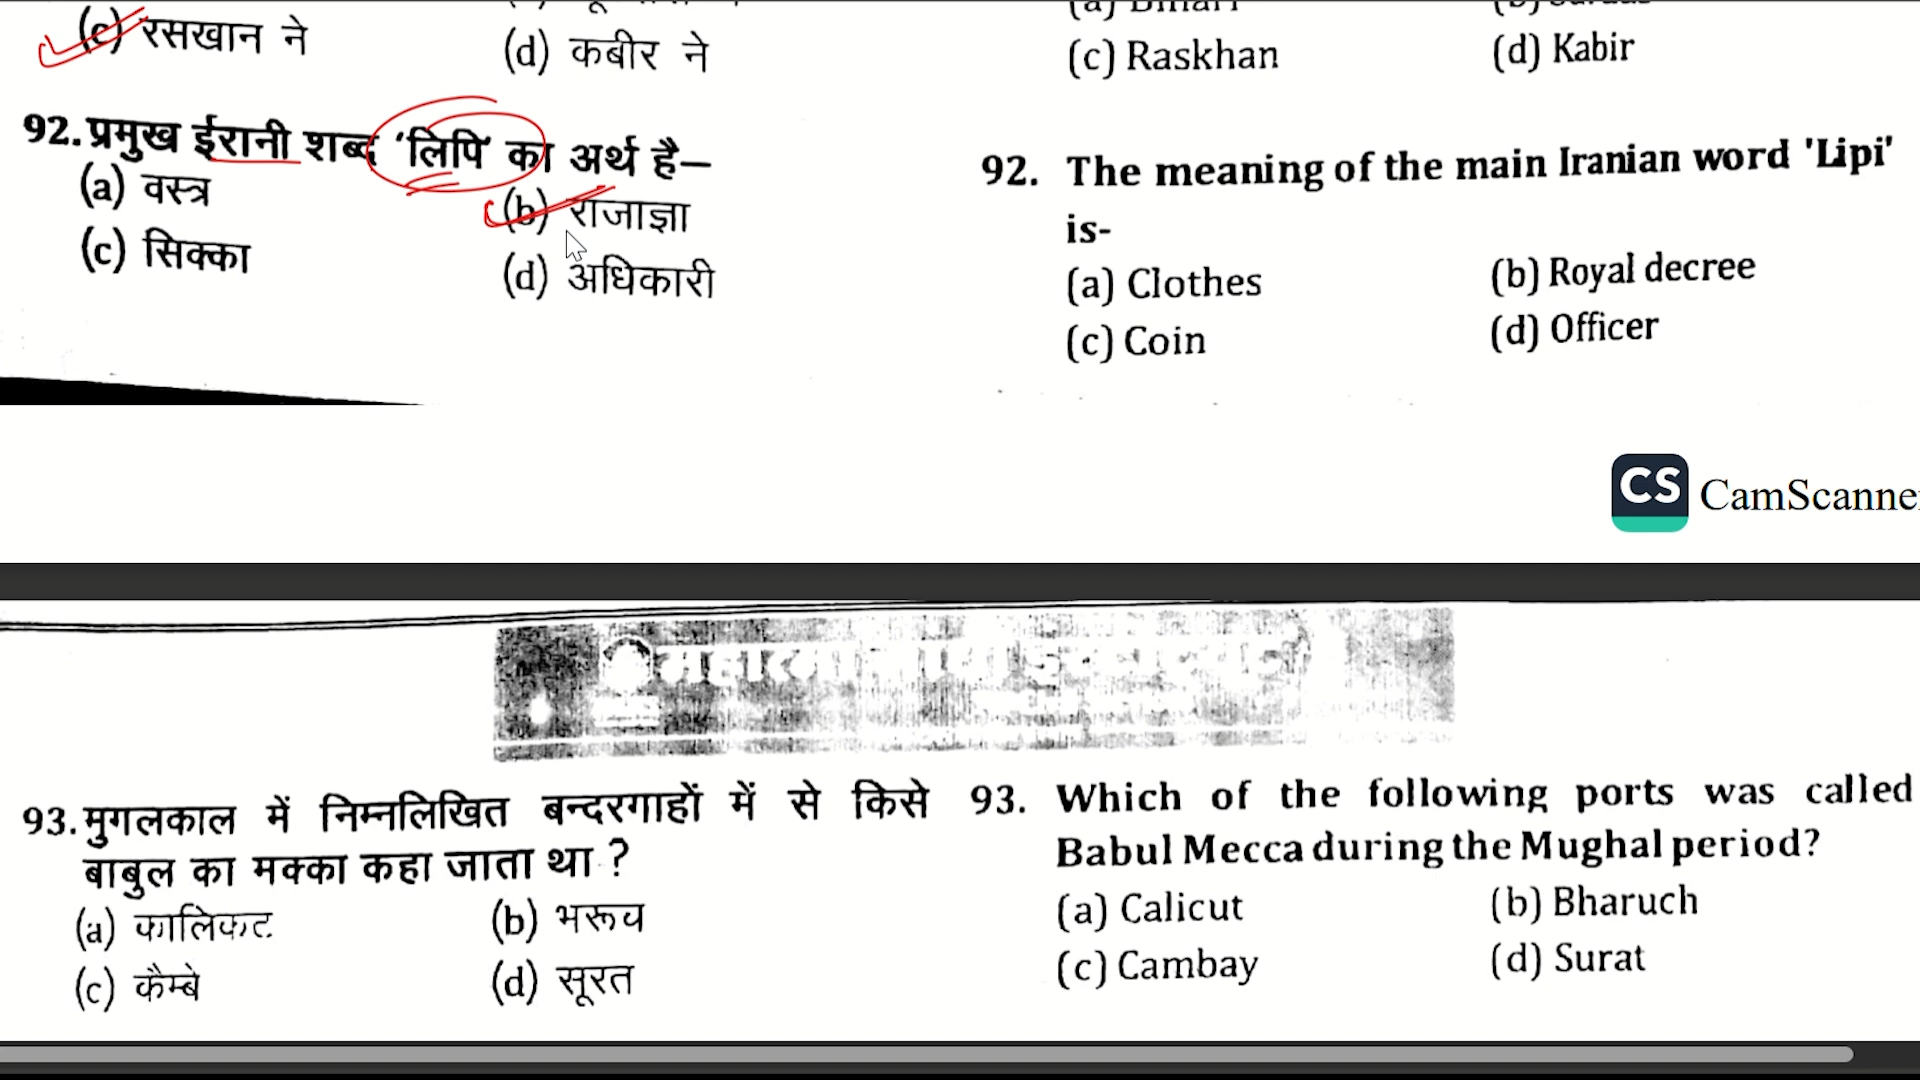 (c) रसखान ने
(d) कबीर ने
92. प्रमुख ईरानी शब्द ‘लिपि’ का अर्थ है—
(a) वस्त्र
(b) राजाज्ञा
(c) सिक्का
(d) अधिकारी
(c) Raskhan
(d) Kabir
92. The meaning of the main Iranian word 'Lipi'
is-
(a) Clothes
(b) Royal decree
(c) Coin
(d) Officer
CS CamScanner
93. मुगलकाल में निम्नलिखित बन्दरगाहों में से किसे
बाबुल का मक्का कहा जाता था ?
(a) कालिकट
(b) भरूच
(c) कैम्बे
(d) सूरत
93. Which of the following ports was called
Babul Mecca during the Mughal period?
(a) Calicut
(b) Bharuch
(c) Cambay
(d) Surat